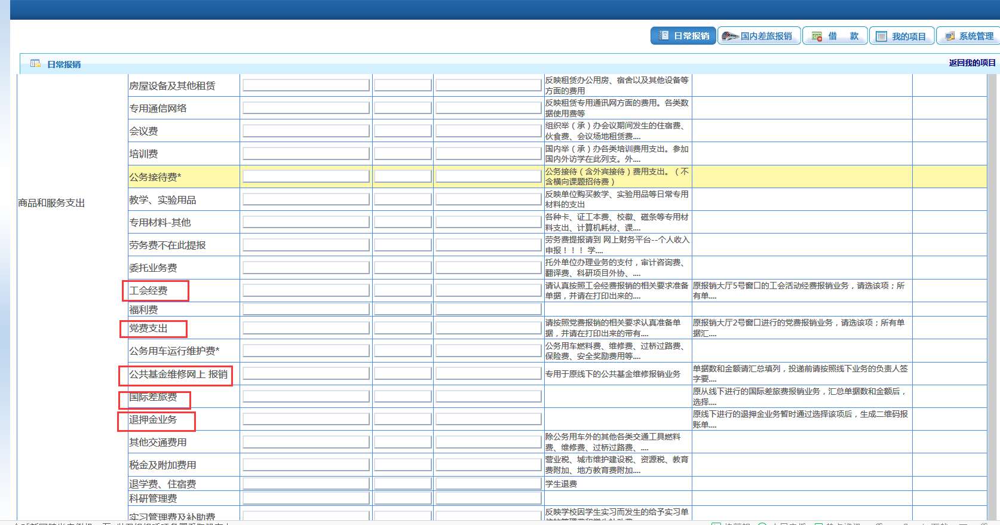 日常报销
国内差旅报销
借 款
我的项目
系统管理
日常报销
返回我的项目
商品和服务支出
房屋设备及其他租赁
反映租赁办公用房、宿舍以及其他设备等
方面的费用
专用通信网络
反映租赁专用通讯网方面的费用。各类数
据使用费等
会议费
组织举（承）办会议期间发生的住宿费、
伙食费、会议场地租赁费....
培训费
国内举（承）办各类培训费用支出。参加
国内外访学在此列支。外....
公务接待费*
公务接待（含外宾接待）费用支出。（不
含横向课题招待费）
教学、实验用品
反映单位购买教学、实验用品等日常专用
材料的支出
专用材料-其他
各种卡、证工本费、校徽、磁条等专用材
料支出、计算机耗材、课....
劳务费不在此提报
劳务费提报请到 网上财务平台--个人收入
申报！！！ 学....
委托业务费
托外单位办理业务的支付，审计咨询费、
翻译费、科研项目外协、....
工会经费
请认真按照工会经费报销的相关要求准备
单据，并请在打印出来的....
原报销大厅5号窗口的工会活动经费报销业务，请选该项；所
有单....
福利费
党费支出
请按照党费报销的相关要求认真准备单
据，并请在打印出来的带有....
原报销大厅2号窗口进行的党费报销业务，请选该项；所有单
据汇....
公务用车运行维护费*
公务用车燃料费、维修费、过桥过路费、
保险费、安全奖励费用等....
公共基金维修网上 报销
专用于原线下的公共基金维修报销业务
单据数和金额请汇总填列，投递前请按照线下业务的负责人签
字要....
国际差旅费
原从线下进行的国际差旅费报销业务，汇总单据数和金额后，
选择....
退押金业务
原线下进行的退押金业务暂时通过选择该项后，生成二维码报
账单....
其他交通费用
除公务用车外的其他各类交通工具燃料
费、维修费、过桥过路费、....
税金及附加费用
营业税、城市维护建设税、资源税、教育
费附加、地方教育费附加....
退学费、住宿费
学生退费
科研管理费
实习管理费及补助费
反映学校因学生实习而发生的给予实习单